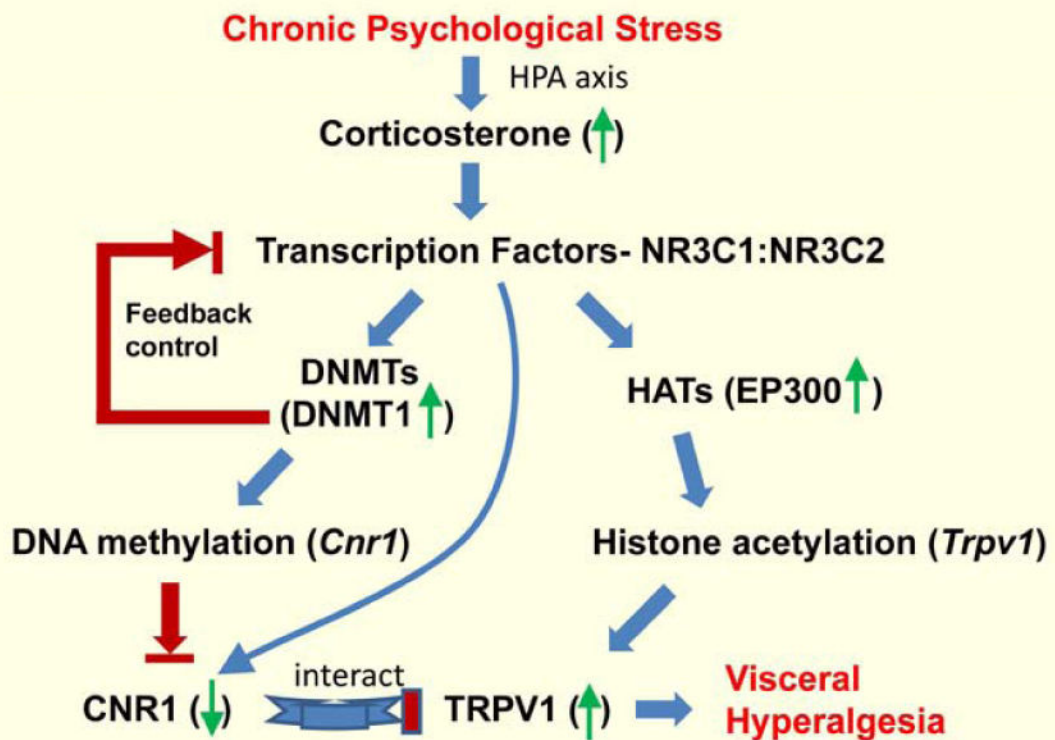 Chronic Psychological Stress
HPA axis
Corticosterone (↑)
Transcription Factors- NR3C1:NR3C2
Feedback
control
DNMTs
(DNMT1↑)
HATs (EP300↑)
DNA methylation (Cnr1)
Histone acetylation (Trpv1)
interact
CNR1 (↓)
TRPV1 (↑)
Visceral
Hyperalgesia